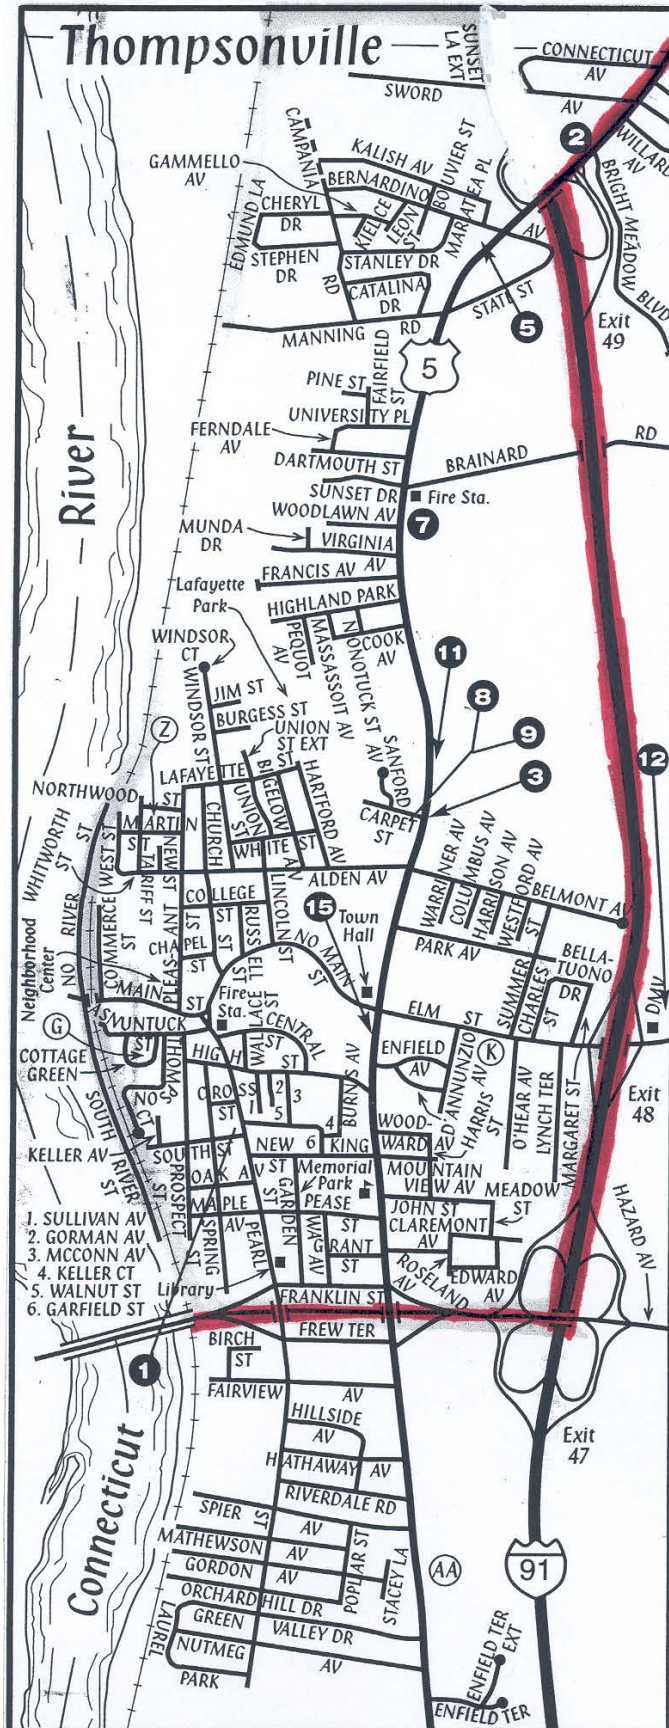 Thompsonville
SUNSET
LA EXT
CONNECTICUT
AV
SWORD
AV
CAMPANIA
RD
2
WILLARD
AV
BRIGHT MEADOW
BLVD
GAMMELLO
AV
KALISH AV
BERNARDINO
AV
BOUVIER ST
MARATEA PL
EDMUND LA
CHERYL
DR
KIELCE
LEON
ST
STEPHEN
DR
STANLEY DR
CATALINA
DR
STATE ST
5
Exit
49
MANNING RD
5
River
PINE ST
FAIRFIELD
ST
UNIVERSITY PL
FERNDALE
AV
DARTMOUTH ST
BRAINARD
RD
SUNSET DR
Fire Sta.
WOODLAWN AV
7
MUNDA
DR
VIRGINIA
AV
FRANCIS AV
Lafayette
Park
HIGHLAND PARK
PEQUOT
AV
MASSASSOIT AV
NONOTUCK ST
COOK
AV
WINDSOR
CT
WINDSOR ST
11
JIM ST
BURGESS ST
8
Z
UNION
ST EXT
9
SANFORD
AV
12
NORTHWOOD
ST
LAFAYETTE
ST
3
CARPET
ST
WHITWORTH
ST
MARTIN
ST
CHURCH
ST
UNION
ST
BIGELOW
AV
HARTFORD AV
WHITE ST
WEST ST
TARIFF ST
NEW ST
ALDEN AV
WARRINER AV
COLUMBUS AV
HARRISON AV
WESTFORD AV
BELMONT AV
NO RIVER ST
COMMERCE
ST
PLEASANT
ST
COLLEGE
ST
CHAPEL
ST
RUSSELL
ST
LINCOLN ST
15
Town
Hall
PARK AV
BELLA-
TUONO
DR
Neighborhood
Center
NO MAIN
ST
SUMMER
ST
CHARLES
ST
MAIN
ST
Fire
Sta.
ELM ST
DMV
ASNUNTUCK
ST
WALLACE
ST
CENTRAL
ST
G
COTTAGE
GREEN
THOMAS
ST
HIGH
ST
ENFIELD
AV
K
D'ANNUNZIO
AV
HARRIS
ST
O'HEAR AV
LYNCH TER
MARGARET ST
Exit
48
CROSS
ST
1
2
3
5
BURNS AV
4
WOOD-
WARD AV
KELLER AV
SOUTH RIVER
ST
SOUTH ST
NEW
ST
6
KING
MOUNTAIN
VIEW AV
MEADOW
ST
HAZARD AV
OAK AV
Memorial
Park
PROSPECT
ST
MAPLE
AV
GARDEN
ST
PEASE
ST
JOHN ST
CLAREMONT
AV
1. SULLIVAN AV
2. GORMAN AV
3. MCCONN AV
4. KELLER CT
5. WALNUT ST
6. GARFIELD ST
SPRING
ST
PEARL
ST
GRANT
ST
ROSELAND
AV
EDWARD
AV
Library
FRANKLIN ST
FREW TER
1
BIRCH
ST
FAIRVIEW AV
Exit
47
HILLSIDE
AV
HATHAWAY AV
RIVERDALE RD
Connecticut
SPIER AV
MATHEWSON AV
POPLAR ST
STACEY LA
GORDON AV
AA
91
ORCHARD HILL DR
LAUREL
PARK
GREEN VALLEY DR
NUTMEG AV
ENFIELD TER
EXT
ENFIELD TER